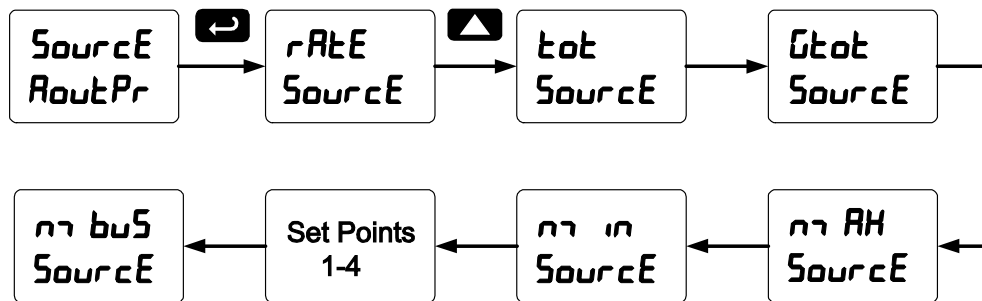 SourcE
AoutPr
rAtE
SourcE
tot
SourcE
Gtot
SourcE
m buS
SourcE
Set Points
1-4
m in
SourcE
m AH
SourcE